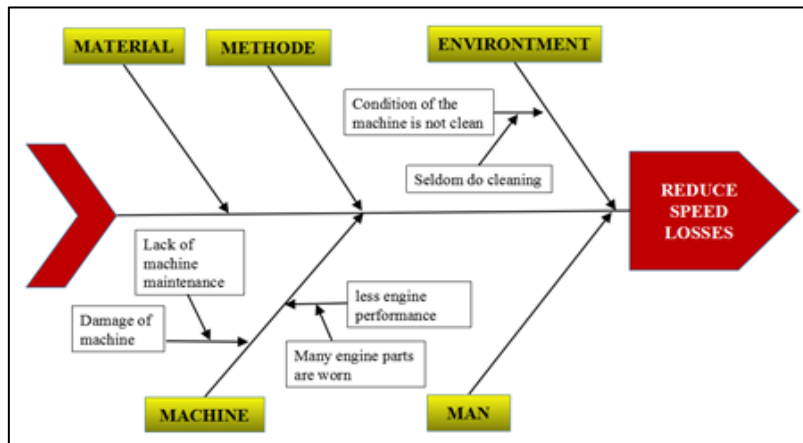 MATERIAL
METHODE
ENVIRONTMENT
Condition of the
machine is not clean
Seldom do cleaning
REDUCE
SPEED
LOSSES
Lack of
machine
maintenance
Damage of
machine
less engine
performance
Many engine parts
are worn
MACHINE
MAN